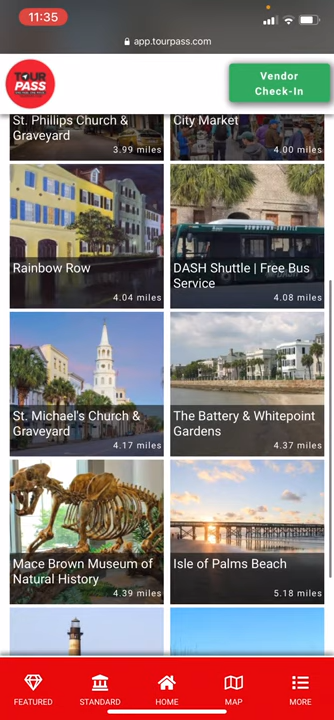 11:35
app.tourpass.com
TOUR
PASS
Vendor
Check-In
St. Phillips Church &
Graveyard
3.99 miles
City Market
4.00 miles
Rainbow Row
4.04 miles
DASH Shuttle | Free Bus
Service
4.08 miles
St. Michael's Church &
Graveyard
4.17 miles
The Battery & Whitepoint
Gardens
4.37 miles
Mace Brown Museum of
Natural History
4.39 miles
Isle of Palms Beach
5.18 miles
FEATURED
STANDARD
HOME
MAP
MORE